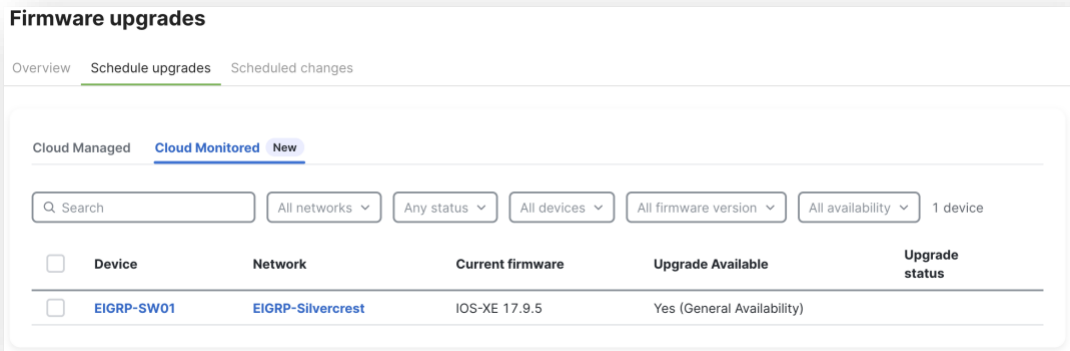 Firmware upgrades
Overview Schedule upgrades Scheduled changes
Cloud Managed Cloud Monitored New
Search All networks Any status All devices All firmware version All availability 1 device
Device Network Current firmware Upgrade Available Upgrade status
EIGRP-SW01 EIGRP-Silvercrest IOS-XE 17.9.5 Yes (General Availability)